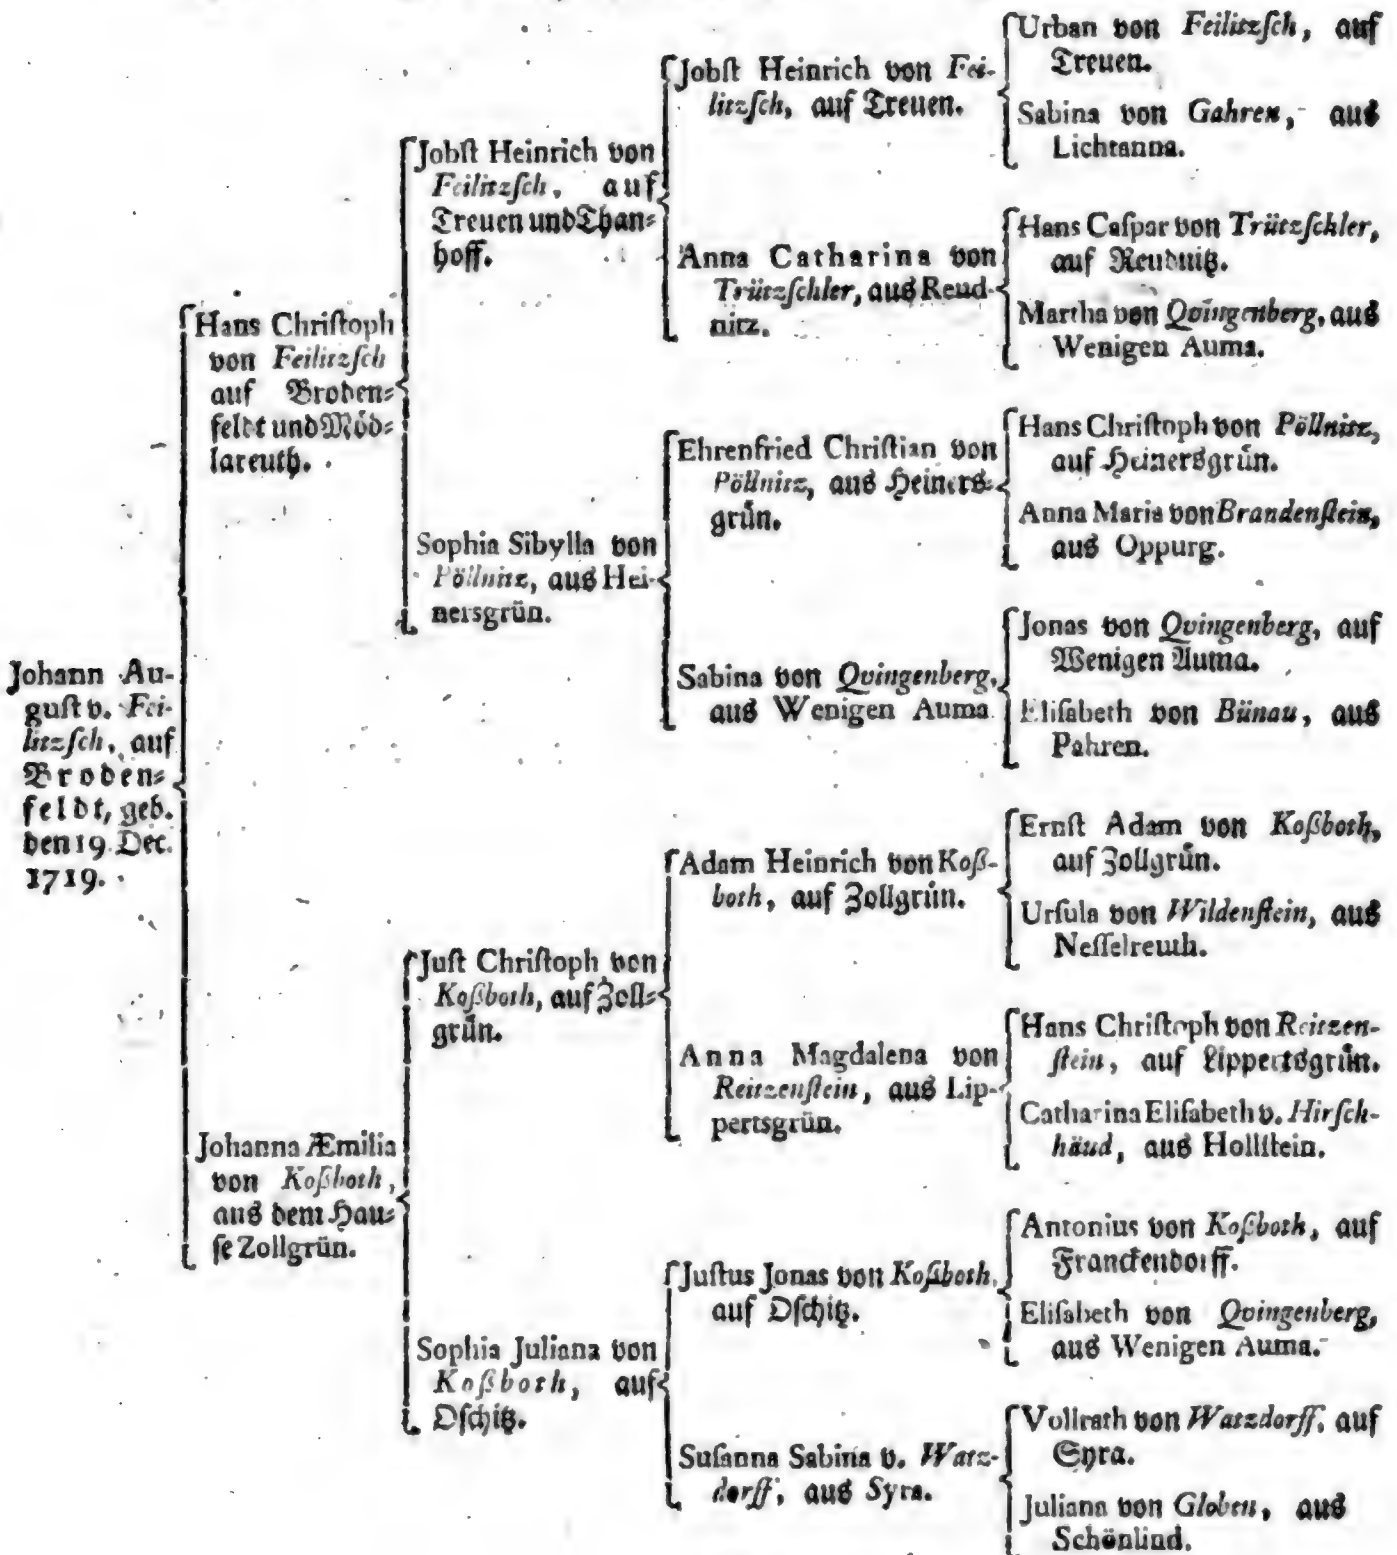 Johann Au-
gust v. Fei-
litzsch, auf
Broden-
feldt, geb.
den 19 Dec.
1719.
Hans Christoph
von Feilitzsch
auf Broden-
feldt und Möd-
lareuth.
Johanna Æmilia
von Koßboth,
aus dem Hau-
se Zollgrün.
Jobst Heinrich von
Feilitzsch, auf
Treuen und Than-
hoff.
Sophia Sibylla von
Pöllnitz, aus Hei-
nersgrün.
Just Christoph von
Koßboth, auf Zoll-
grün.
Sophia Juliana von
Koßboth, auf
Oschitz.
Jobst Heinrich von Fei-
litzsch, auf Treuen.
Anna Catharina von
Trützschler, aus Reud-
nitz.
Ehrenfried Christian von
Pöllnitz, aus Heiners-
grün.
Sabina von Qvingenberg,
aus Wenigen Auma.
Adam Heinrich von Koß-
both, auf Zollgrün.
Anna Magdalena von
Reitzenstein, aus Lip-
pertsgrün.
Justus Jonas von Koßboth,
auf Oschitz.
Susanna Sabina v. Watz-
dorff, aus Syra.
Urban von Feilitzsch, auf
Treuen.
Sabina von Gahren, aus
Lichtanna.
Hans Caspar von Trützschler,
auf Reudnitz.
Martha von Qvingenberg, aus
Wenigen Auma.
Hans Christoph von Pöllnitz,
auf Heinersgrün.
Anna Maria von Brandenstein,
aus Oppurg.
Jonas von Qvingenberg, auf
Wenigen Auma.
Elisabeth von Bünau, aus
Pahren.
Ernst Adam von Koßboth,
auf Zollgrün.
Ursula von Wildenstein, aus
Nesselreuth.
Hans Christoph von Reitzen-
stein, auf Lippertsgrün.
Catharina Elisabeth v. Hirsch-
häud, aus Hollstein.
Antonius von Koßboth, auf
Franckendorff.
Elisabeth von Qvingenberg,
aus Wenigen Auma.
Vollrath von Watzdorff, auf
Syra.
Juliana von Globen, aus
Schönlind.